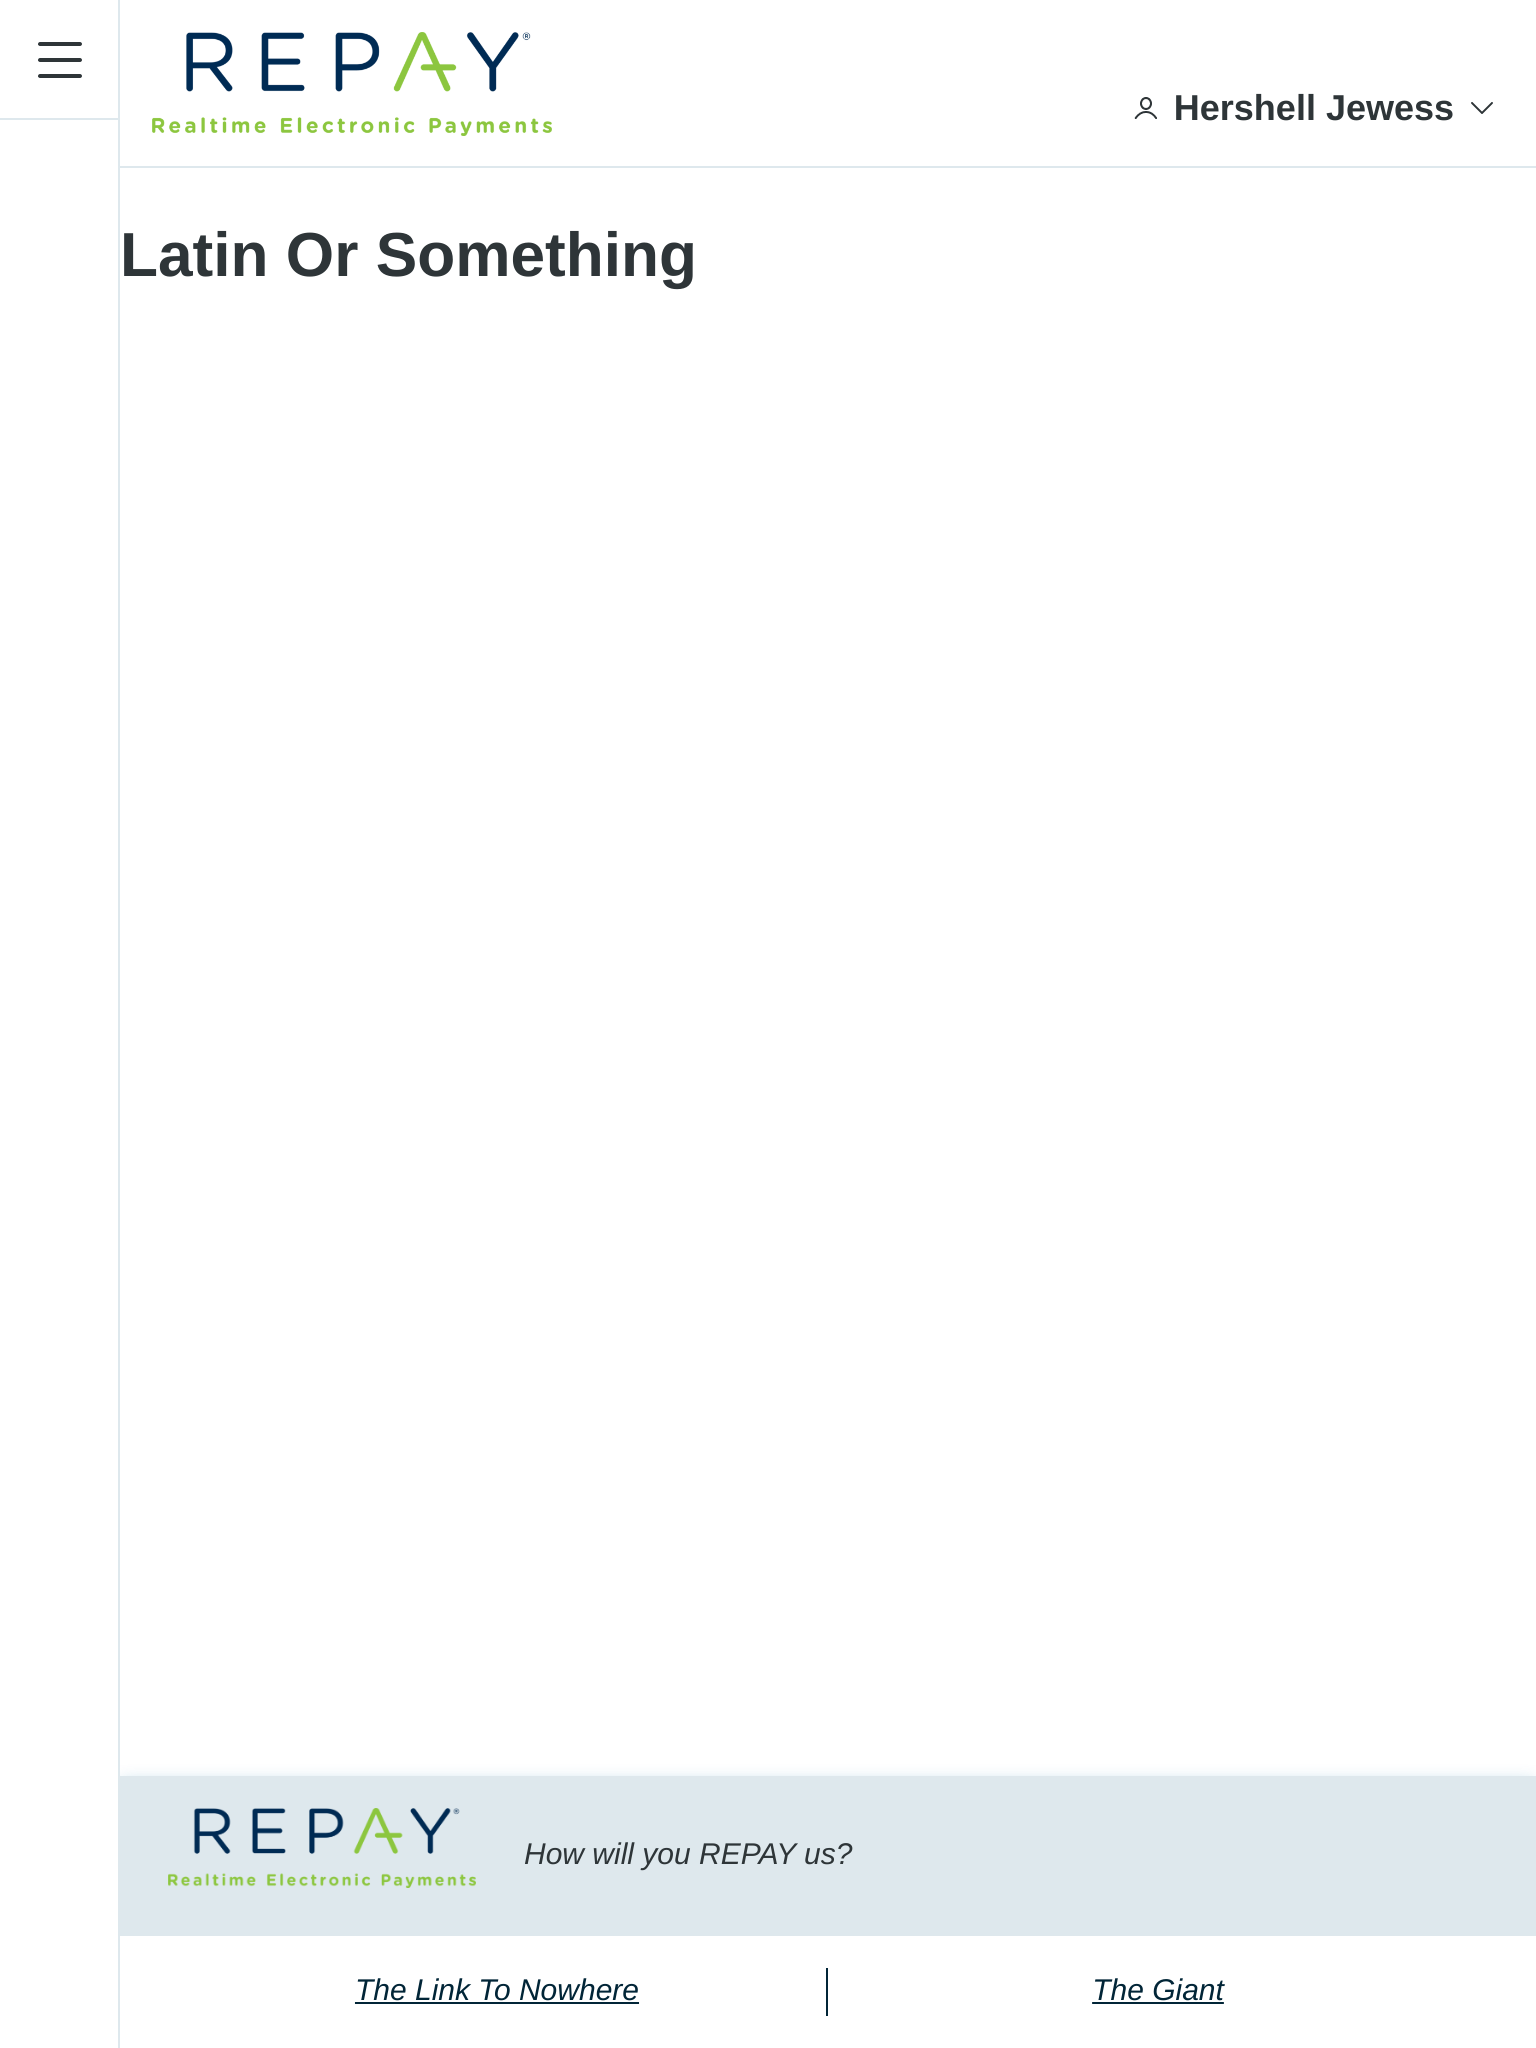 REPAY®
Realtime Electronic Payments
Hershell Jewess
Latin Or Something
REPAY®
Realtime Electronic Payments
How will you REPAY us?
The Link To Nowhere
The Giant